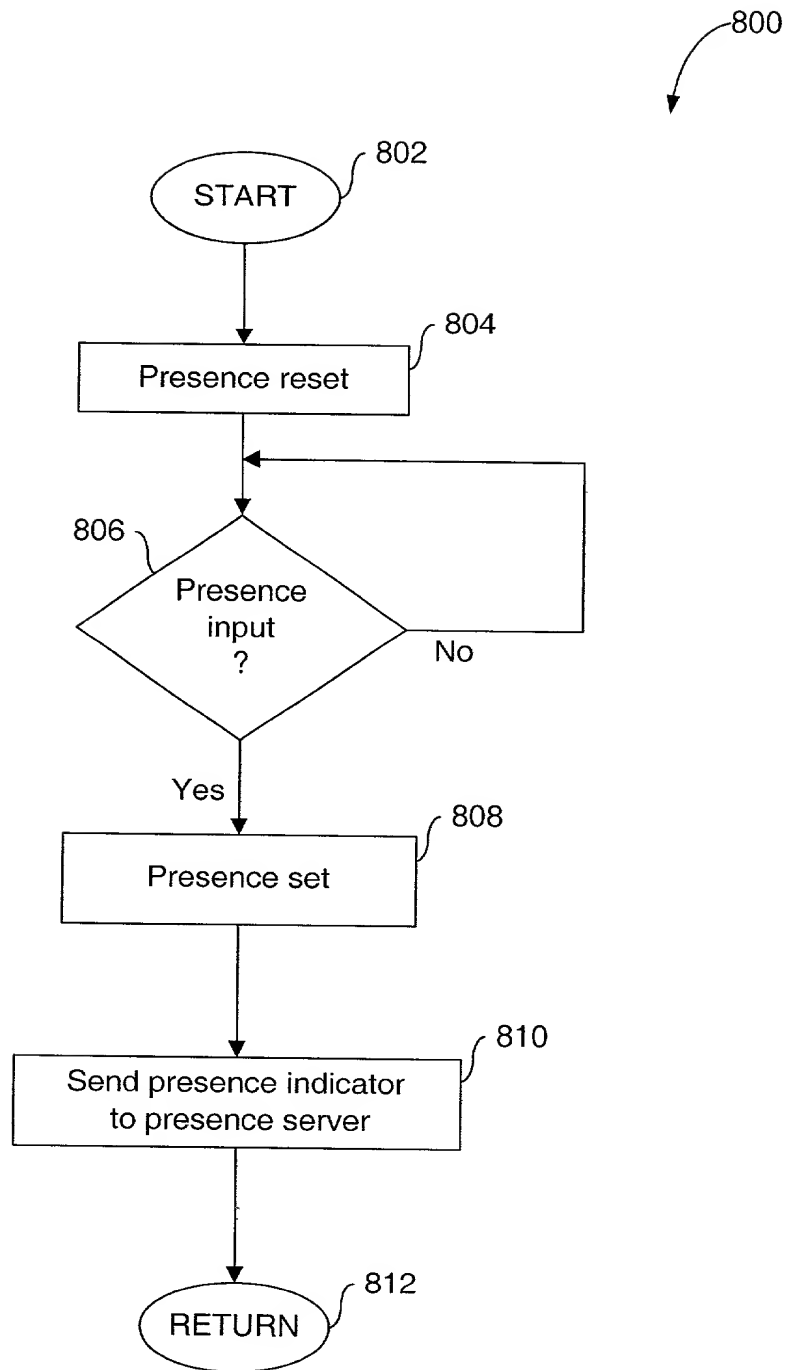 800
802
START
804
Presence reset
806
Presence
input
?
No
Yes
808
Presence set
810
Send presence indicator
to presence server
812
RETURN